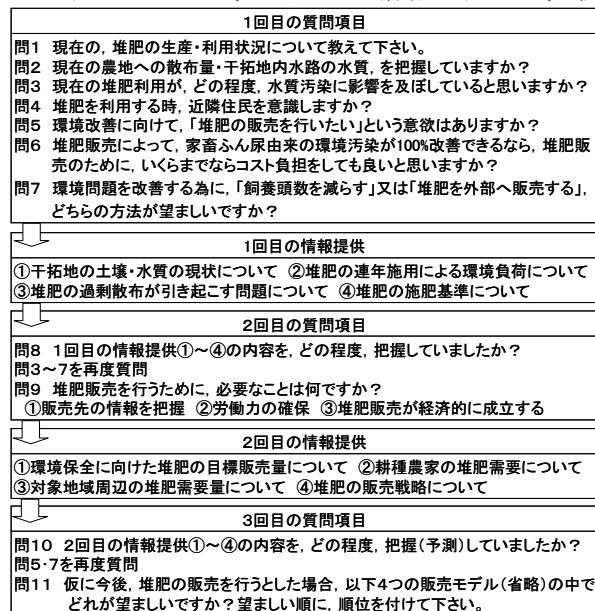 1回目の質問項目
問1 現在の，堆肥の生産・利用状況について教えて下さい。
問2 現在の農地への散布量・干拓地内水路の水質，を把握していますか？
問3 現在の堆肥利用が，どの程度，水質汚染に影響を及ぼしていると思いますか？
問4 堆肥を利用する時，近隣住民を意識しますか？
問5 環境改善に向けて，「堆肥の販売を行いたい」という意欲はありますか？
問6 堆肥販売によって，家畜ふん尿由来の環境汚染が100%改善できるなら，堆肥販
売のために，いくらまでならコスト負担をしても良いと思いますか？
問7 環境問題を改善する為に，「飼養頭数を減らす」又は「堆肥を外部へ販売する」，
どちらの方法が望ましいですか？
1回目の情報提供
①干拓地の土壌・水質の現状について ②堆肥の連年施用による環境負荷について
③堆肥の過剰散布が引き起こす問題について ④堆肥の施肥基準について
2回目の質問項目
問8 1回目の情報提供①～④の内容を，どの程度，把握していましたか？
問3～7を再度質問
問9 堆肥販売を行うために，必要なことは何ですか？
①販売先の情報を把握 ②労働力の確保 ③堆肥販売が経済的に成立する
2回目の情報提供
①環境保全に向けた堆肥の目標販売量について ②耕種農家の堆肥需要について
③対象地域周辺の堆肥需要量について ④堆肥の販売戦略について
3回目の質問項目
問10 2回目の情報提供①～④の内容を，どの程度，把握（予測）していましたか？
問5・7を再度質問
問11 仮に今後，堆肥の販売を行うとした場合，以下4つの販売モデル（省略）の中で
どれが望ましいですか？望ましい順に，順位を付けて下さい。